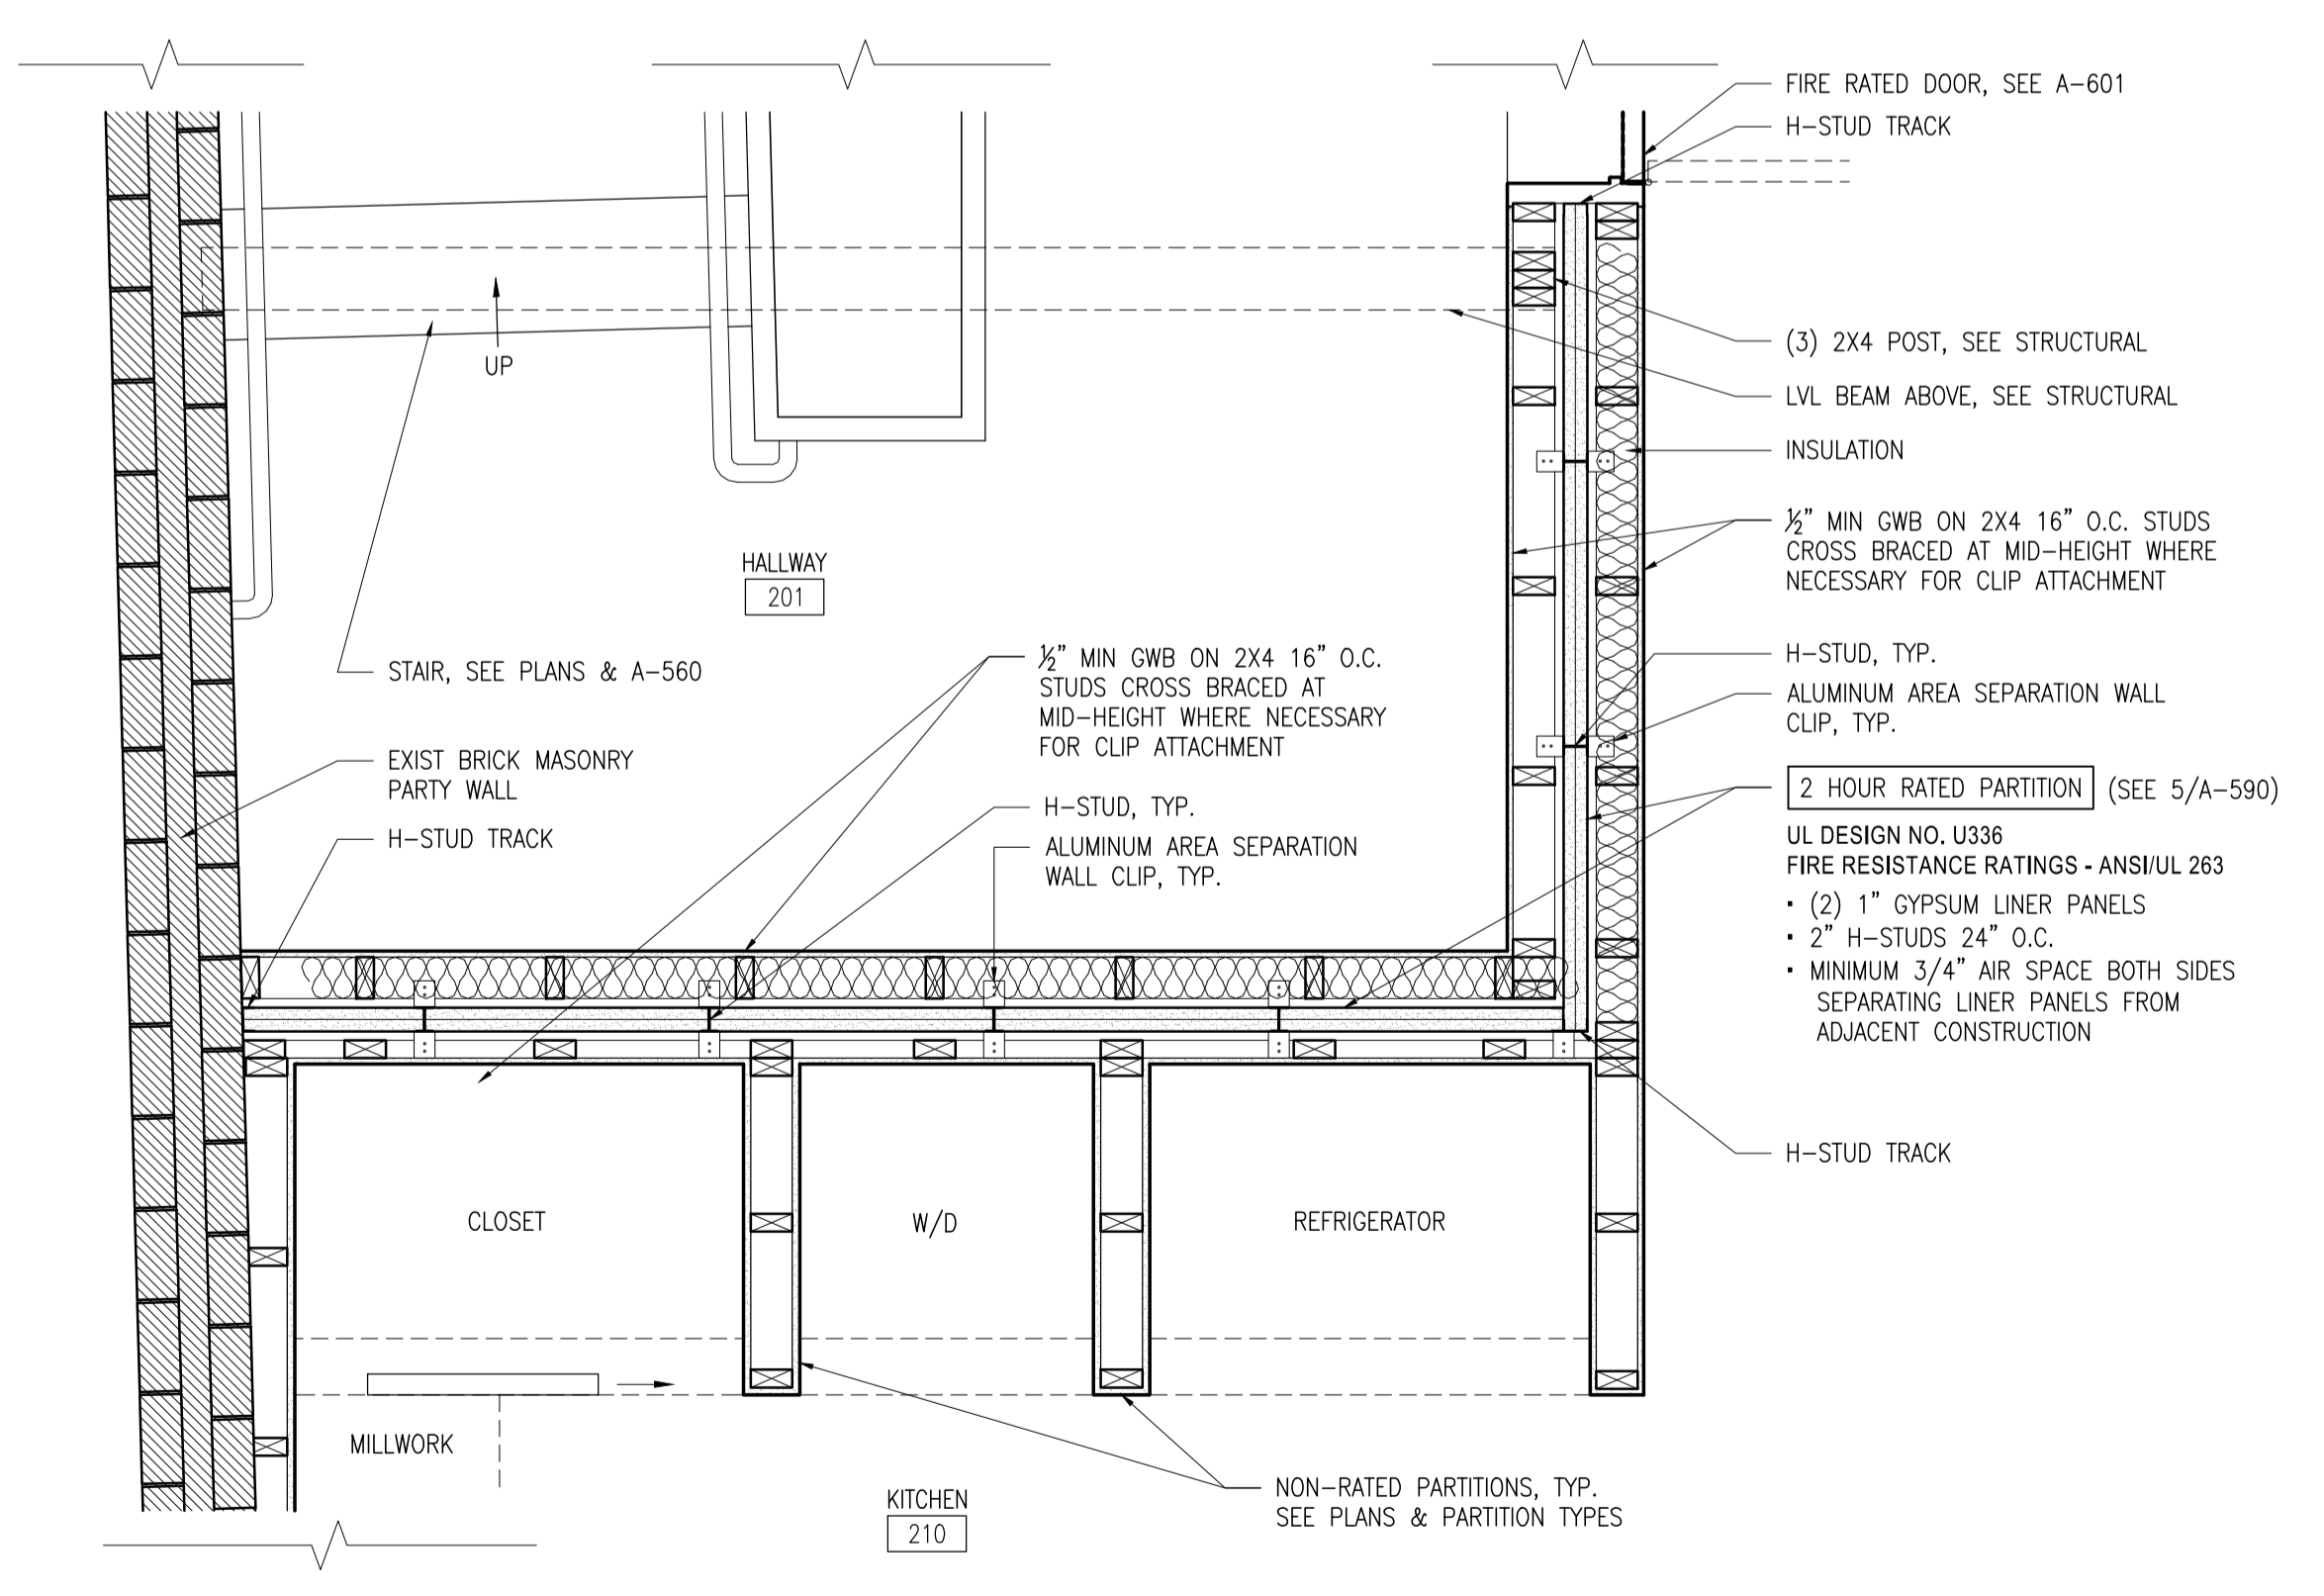 FIRE RATED DOOR, SEE A-601
H-STUD TRACK
UP
(3) 2X4 POST, SEE STRUCTURAL
LVL BEAM ABOVE, SEE STRUCTURAL
INSULATION
½” MIN GWB ON 2X4 16” O.C. STUDS
CROSS BRACED AT MID-HEIGHT WHERE
NECESSARY FOR CLIP ATTACHMENT
HALLWAY
201
STAIR, SEE PLANS & A-560
½” MIN GWB ON 2X4 16” O.C.
STUDS CROSS BRACED AT
MID-HEIGHT WHERE NECESSARY
FOR CLIP ATTACHMENT
H-STUD, TYP.
ALUMINUM AREA SEPARATION WALL
CLIP, TYP.
EXIST BRICK MASONRY
PARTY WALL
H-STUD TRACK
H-STUD, TYP.
ALUMINUM AREA SEPARATION
WALL CLIP, TYP.
2 HOUR RATED PARTITION (SEE 5/A-590)
UL DESIGN NO. U336
FIRE RESISTANCE RATINGS - ANSI/UL 263
▪ (2) 1” GYPSUM LINER PANELS
▪ 2” H-STUDS 24” O.C.
▪ MINIMUM 3/4” AIR SPACE BOTH SIDES
SEPARATING LINER PANELS FROM
ADJACENT CONSTRUCTION
H-STUD TRACK
CLOSET
W/D
REFRIGERATOR
MILLWORK
KITCHEN
210
NON-RATED PARTITIONS, TYP.
SEE PLANS & PARTITION TYPES